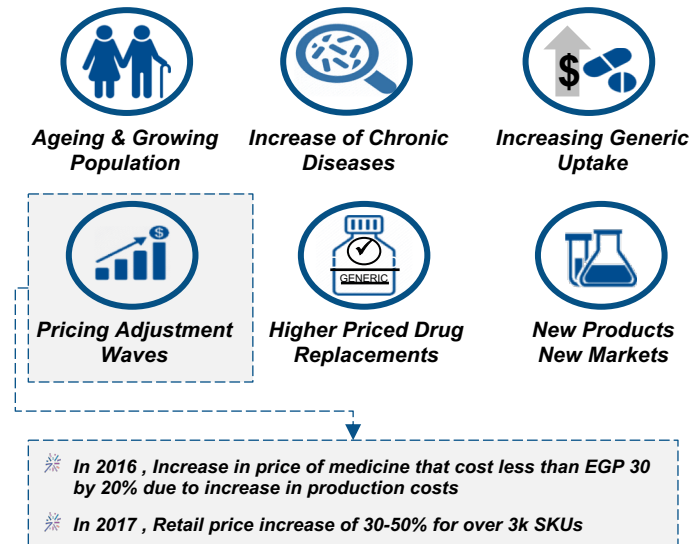 $
Ageing & Growing
Population
Increase of Chronic
Diseases
Increasing Generic
Uptake
$
Pricing Adjustment
Waves
GENERIC
Higher Priced Drug
Replacements
New Products
New Markets
In 2016 , Increase in price of medicine that cost less than EGP 30
by 20% due to increase in production costs
In 2017 , Retail price increase of 30-50% for over 3k SKUs